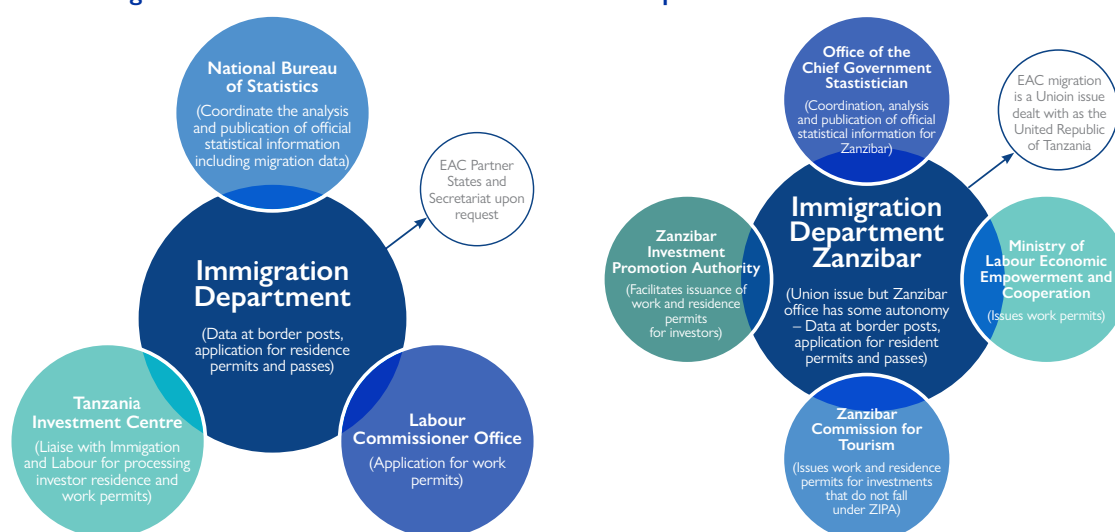 National Bureau
of Statistics
(Coordinate the analysis
and publication of official
statistical information
including migration data)
EAC Partner
States and
Secretariat upon
request
Immigration
Department
(Data at border posts,
application for residence
permits and passes)
Tanzania
Investment Centre
(Liaise with Immigation
and Labour for processing
investor residence and
work permits)
Labour
Commissioner Office
(Application for work
permits)
Office of the
Chief Government
Stastistician
(Coordination, analysis
and publication of official
statistical information for
Zanzibar)
EAC migration
is a Unioin issue
dealt with as the
United Republic
of Tanzania
Zanzibar
Investment
Promotion Authority
(Facilitates issuance of
work and residence
permits
for investors)
Immigration
Department
Zanzibar
(Union issue but Zanzibar
office has some autonomy
– Data at border posts,
application for resident
permits and passes)
Ministry of
Labour Economic
Empowerment and
Cooperation
(Issues work permits)
Zanzibar
Commission for
Tourism
(Issues work and residence
permits for investments
that do not fall
under ZIPA)